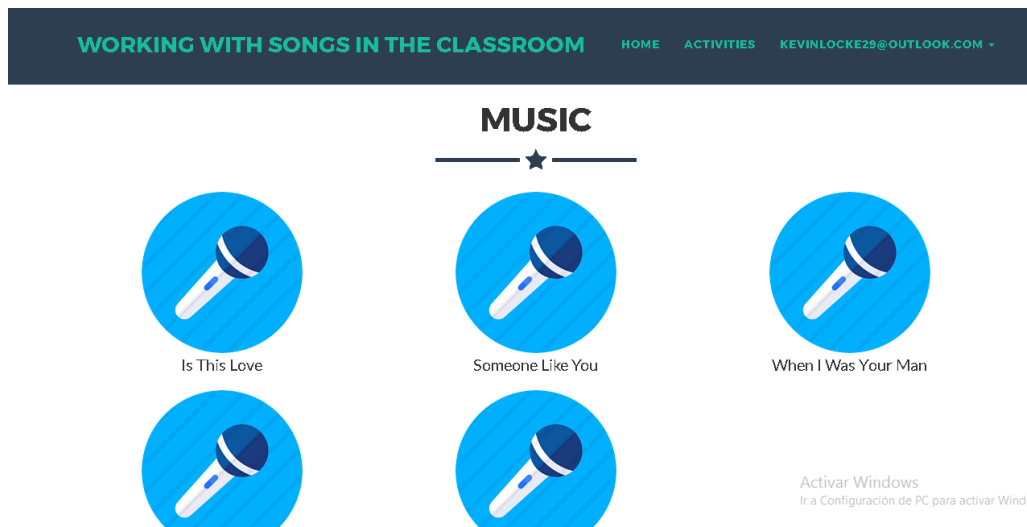 WORKING WITH SONGS IN THE CLASSROOM HOME ACTIVITIES KEVINLOCKE29@OUTLOOK.COM
MUSIC
Is This Love Someone Like You When I Was Your Man
Activar Windows
Ir a Configuración de PC para activar Wind